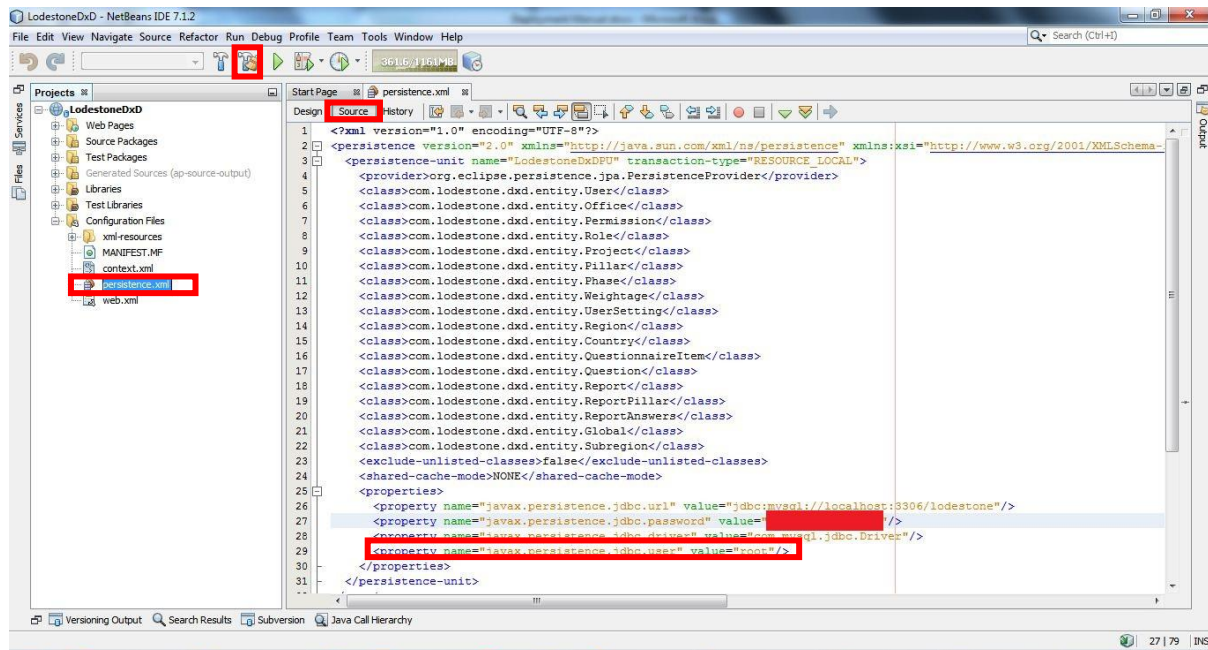 LodestoneDxD - NetBeans IDE 7.1.2
File Edit View Navigate Source Refactor Run Debug Profile Team Tools Window Help
Search (Ctrl+I)
361.6/1161MB
Projects
Start Page persistence.xml
Services
Files
Output
LodestoneDxD
Web Pages
Source Packages
Test Packages
Generated Sources (ap-source-output)
Libraries
Test Libraries
Configuration Files
xml-resources
MANIFEST.MF
context.xml
persistence.xml
web.xml
Design Source History
1 <?xml version="1.0" encoding="UTF-8"?>
2 <persistence version="2.0" xmlns="http://java.sun.com/xml/ns/persistence" xmlns:xsi="http://www.w3.org/2001/XMLSchema-
3 <persistence-unit name="LodestoneDxDPU" transaction-type="RESOURCE_LOCAL">
4 <provider>org.eclipse.persistence.jpa.PersistenceProvider</provider>
5 <class>com.lodestone.dxd.entity.User</class>
6 <class>com.lodestone.dxd.entity.Office</class>
7 <class>com.lodestone.dxd.entity.Permission</class>
8 <class>com.lodestone.dxd.entity.Role</class>
9 <class>com.lodestone.dxd.entity.Project</class>
10 <class>com.lodestone.dxd.entity.Pillar</class>
11 <class>com.lodestone.dxd.entity.Phase</class>
12 <class>com.lodestone.dxd.entity.Weightage</class>
13 <class>com.lodestone.dxd.entity.UserSetting</class>
14 <class>com.lodestone.dxd.entity.Region</class>
15 <class>com.lodestone.dxd.entity.Country</class>
16 <class>com.lodestone.dxd.entity.QuestionnaireItem</class>
17 <class>com.lodestone.dxd.entity.Question</class>
18 <class>com.lodestone.dxd.entity.Report</class>
19 <class>com.lodestone.dxd.entity.ReportPillar</class>
20 <class>com.lodestone.dxd.entity.ReportAnswers</class>
21 <class>com.lodestone.dxd.entity.Global</class>
22 <class>com.lodestone.dxd.entity.Subregion</class>
23 <exclude-unlisted-classes>false</exclude-unlisted-classes>
24 <shared-cache-mode>NONE</shared-cache-mode>
25 <properties>
26 <property name="javax.persistence.jdbc.url" value="jdbc:mysql://localhost:3306/lodestone"/>
27 <property name="javax.persistence.jdbc.password" value=" "/>
28 <property name="javax.persistence.jdbc.driver" value="com.mysql.jdbc.Driver"/>
29 <property name="javax.persistence.jdbc.user" value="root"/>
30 </properties>
31 </persistence-unit>
Versioning Output Search Results Subversion Java Call Hierarchy
27|79 INS